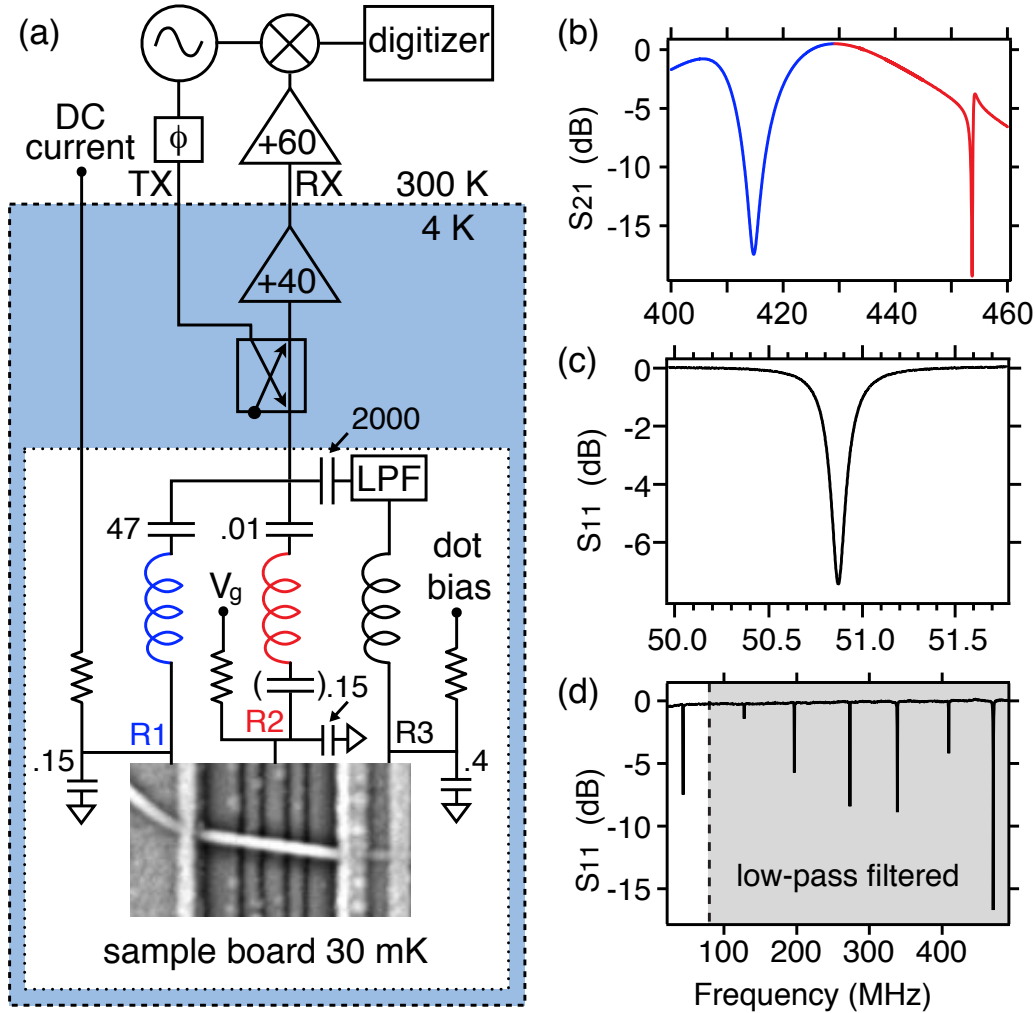 (a)
digitizer
+60
DC
current
ϕ
TX
RX
300 K
4 K
+40
2000
LPF
47
.01
dot
bias
Vg
( ).15
R1
R2
R3
.15
.4
sample board 30 mK
(b)
S21 (dB)
0
-5
-10
-15
400
420
440
460
(c)
S11 (dB)
0
-2
-4
-6
50.0
50.5
51.0
51.5
(d)
S11 (dB)
0
-5
-10
-15
low-pass filtered
100
200
300
400
Frequency (MHz)